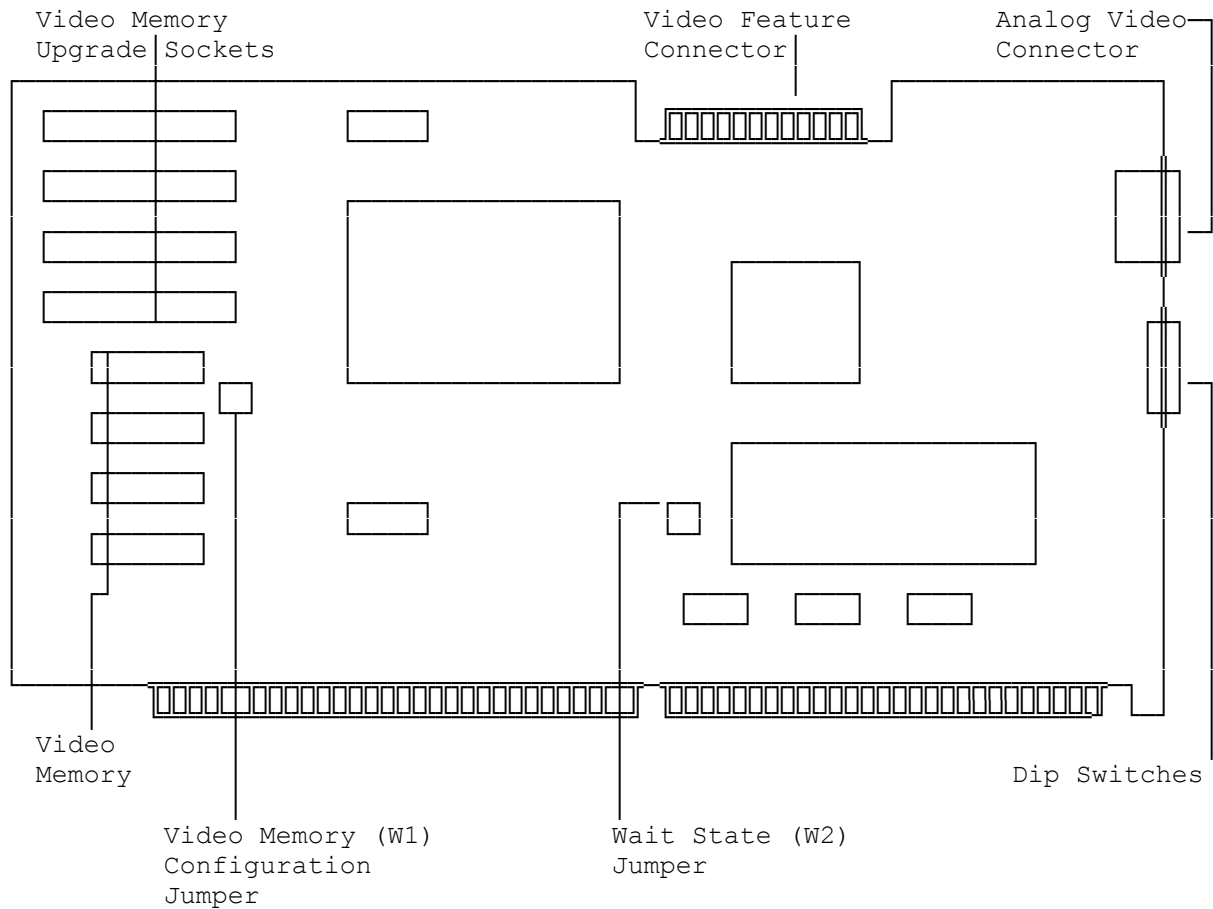 Video Memory
Upgrade Sockets
Video Feature
Connector
Analog Video
Connector
Video
Memory
Dip Switches
Video Memory (W1)
Configuration
Jumper
Wait State (W2)
Jumper